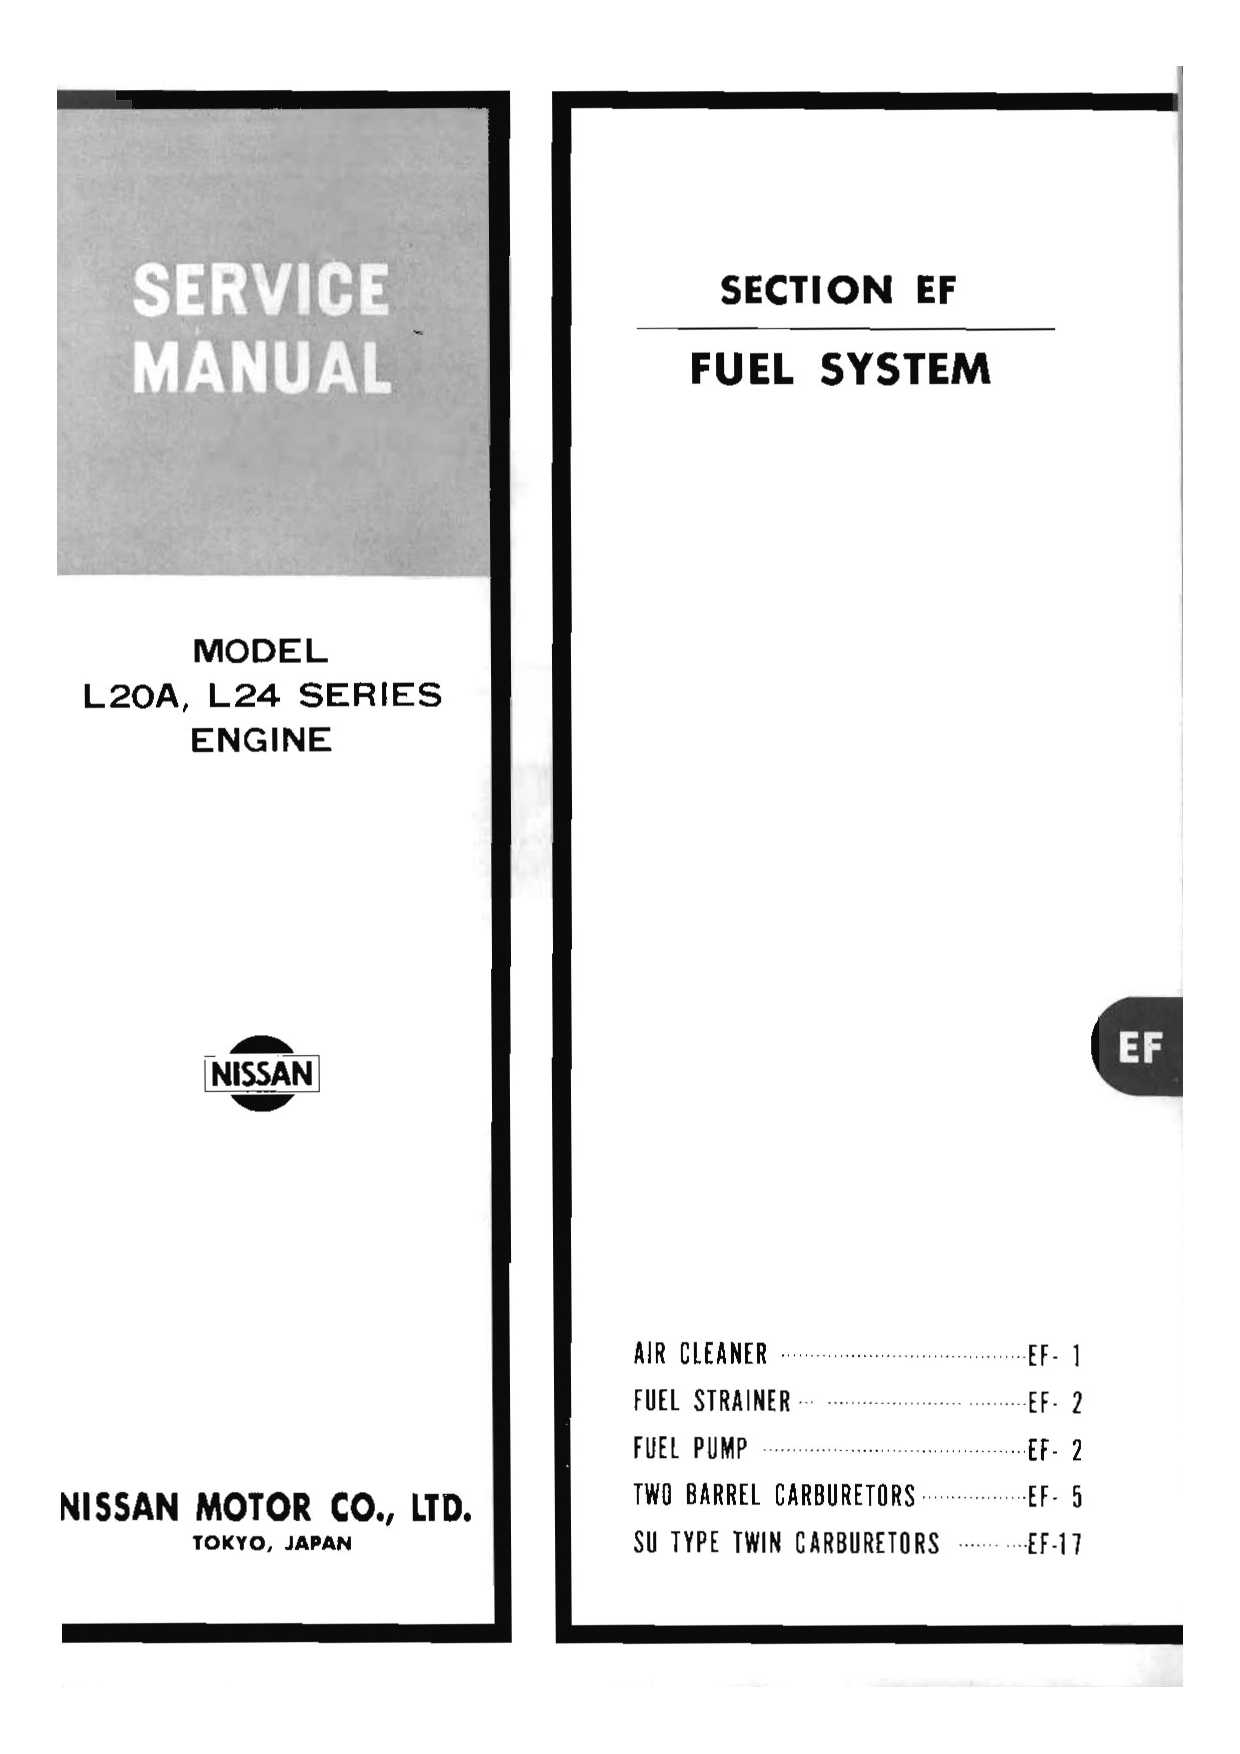 SERVICE
MANUAL
MODEL
L20A, L24 SERIES
ENGINE
NISSAN
NISSAN MOTOR CO., LTD.
TOKYO, JAPAN
SECTION EF
FUEL SYSTEM
EF
AIR CLEANER ........................................ EF- 1
FUEL STRAINER ........................................ EF- 2
FUEL PUMP ........................................ EF- 2
TWO BARREL CARBURETORS ................ EF- 5
SU TYPE TWIN CARBURETORS ........... EF-17